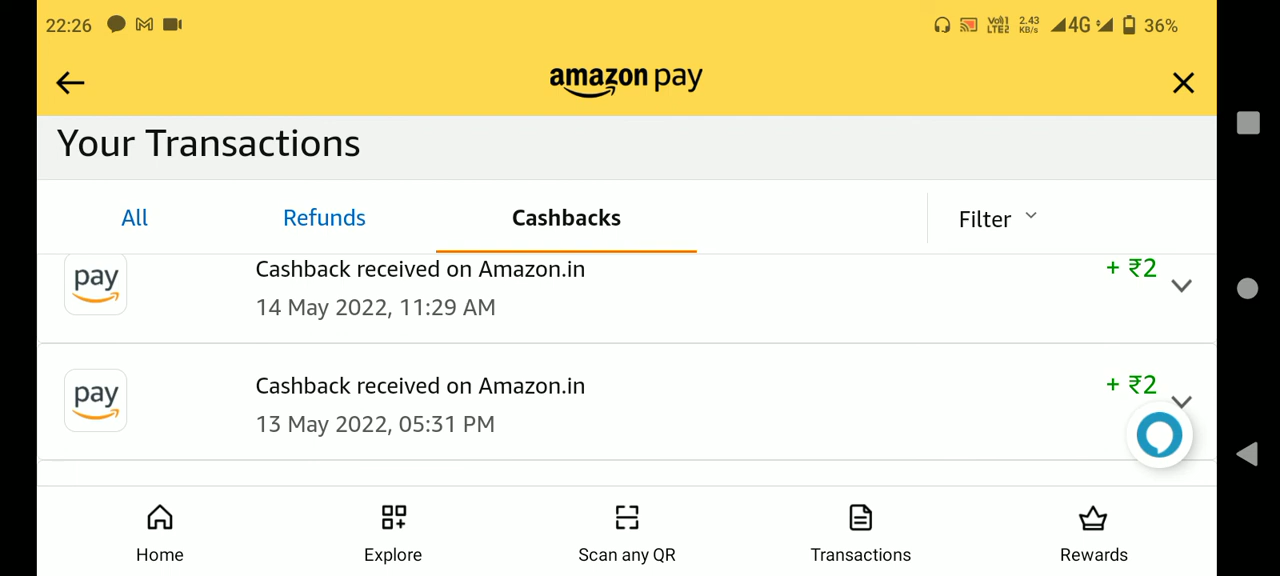 22:26
Vol) 1 LTE2
2.43 KB/s
4G
36%
amazon pay
Your Transactions
All
Refunds
Cashbacks
Filter
pay
Cashback received on Amazon.in
+ ₹2
14 May 2022, 11:29 AM
pay
Cashback received on Amazon.in
+ ₹2
13 May 2022, 05:31 PM
Home
Explore
Scan any QR
Transactions
Rewards